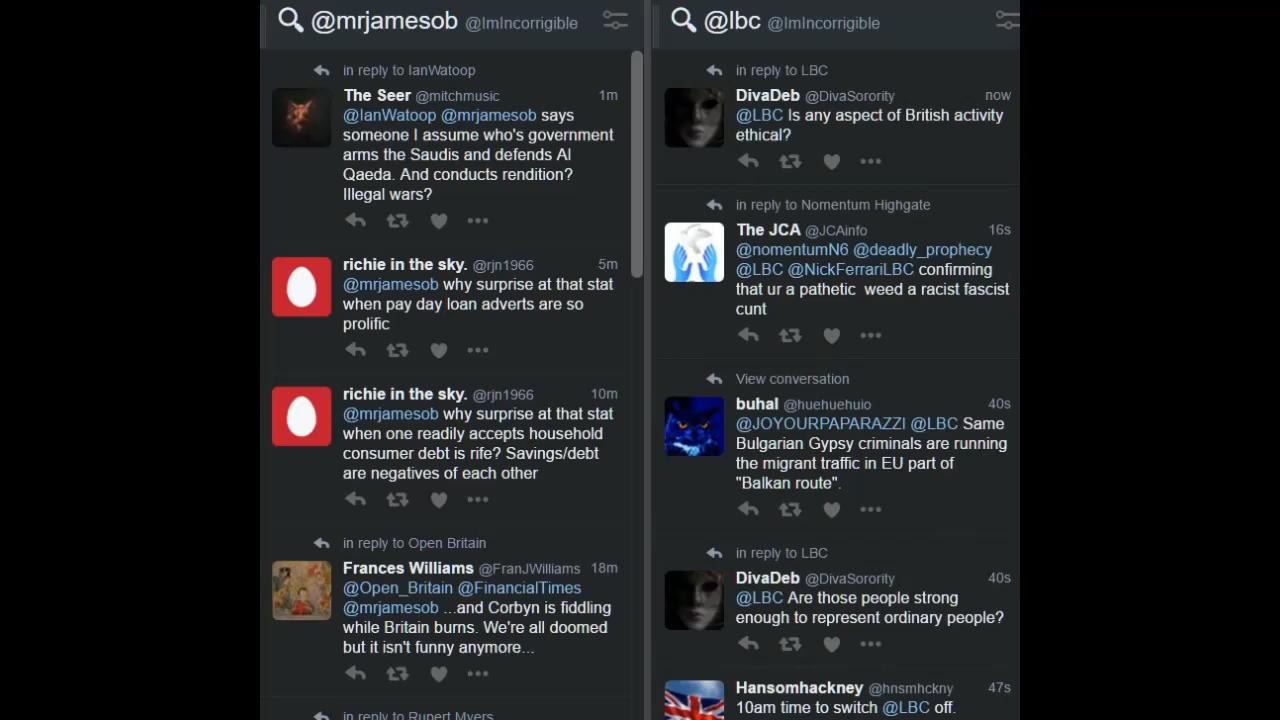 @mrjamesob @ImIncorrigible
in reply to IanWatoop
The Seer @mitchmusic 1m
@IanWatoop @mrjamesob says
someone I assume who's government
arms the Saudis and defends Al
Qaeda. And conducts rendition?
Illegal wars?
richie in the sky. @rjn1966 5m
@mrjamesob why surprise at that stat
when pay day loan adverts are so
prolific
richie in the sky. @rjn1966 10m
@mrjamesob why surprise at that stat
when one readily accepts household
consumer debt is rife? Savings/debt
are negatives of each other
in reply to Open Britain
Frances Williams @FranJWilliams 18m
@Open_Britain @FinancialTimes
@mrjamesob ...and Corbyn is fiddling
while Britain burns. We're all doomed
but it isn't funny anymore...
in reply to Rupert Myers
@lbc @ImIncorrigible
in reply to LBC
DivaDeb @DivaSorority now
@LBC Is any aspect of British activity
ethical?
in reply to Nomentum Highgate
The JCA @JCAinfo 16s
@nomentumN6 @deadly_prophecy
@LBC @NickFerrariLBC confirming
that ur a pathetic weed a racist fascist
cunt
View conversation
buhal @huehuehuio 40s
@JOYOURPAPARAZZI @LBC Same
Bulgarian Gypsy criminals are running
the migrant traffic in EU part of
"Balkan route".
in reply to LBC
DivaDeb @DivaSorority 40s
@LBC Are those people strong
enough to represent ordinary people?
Hansomhackney @hnsmhckny 47s
10am time to switch @LBC off.